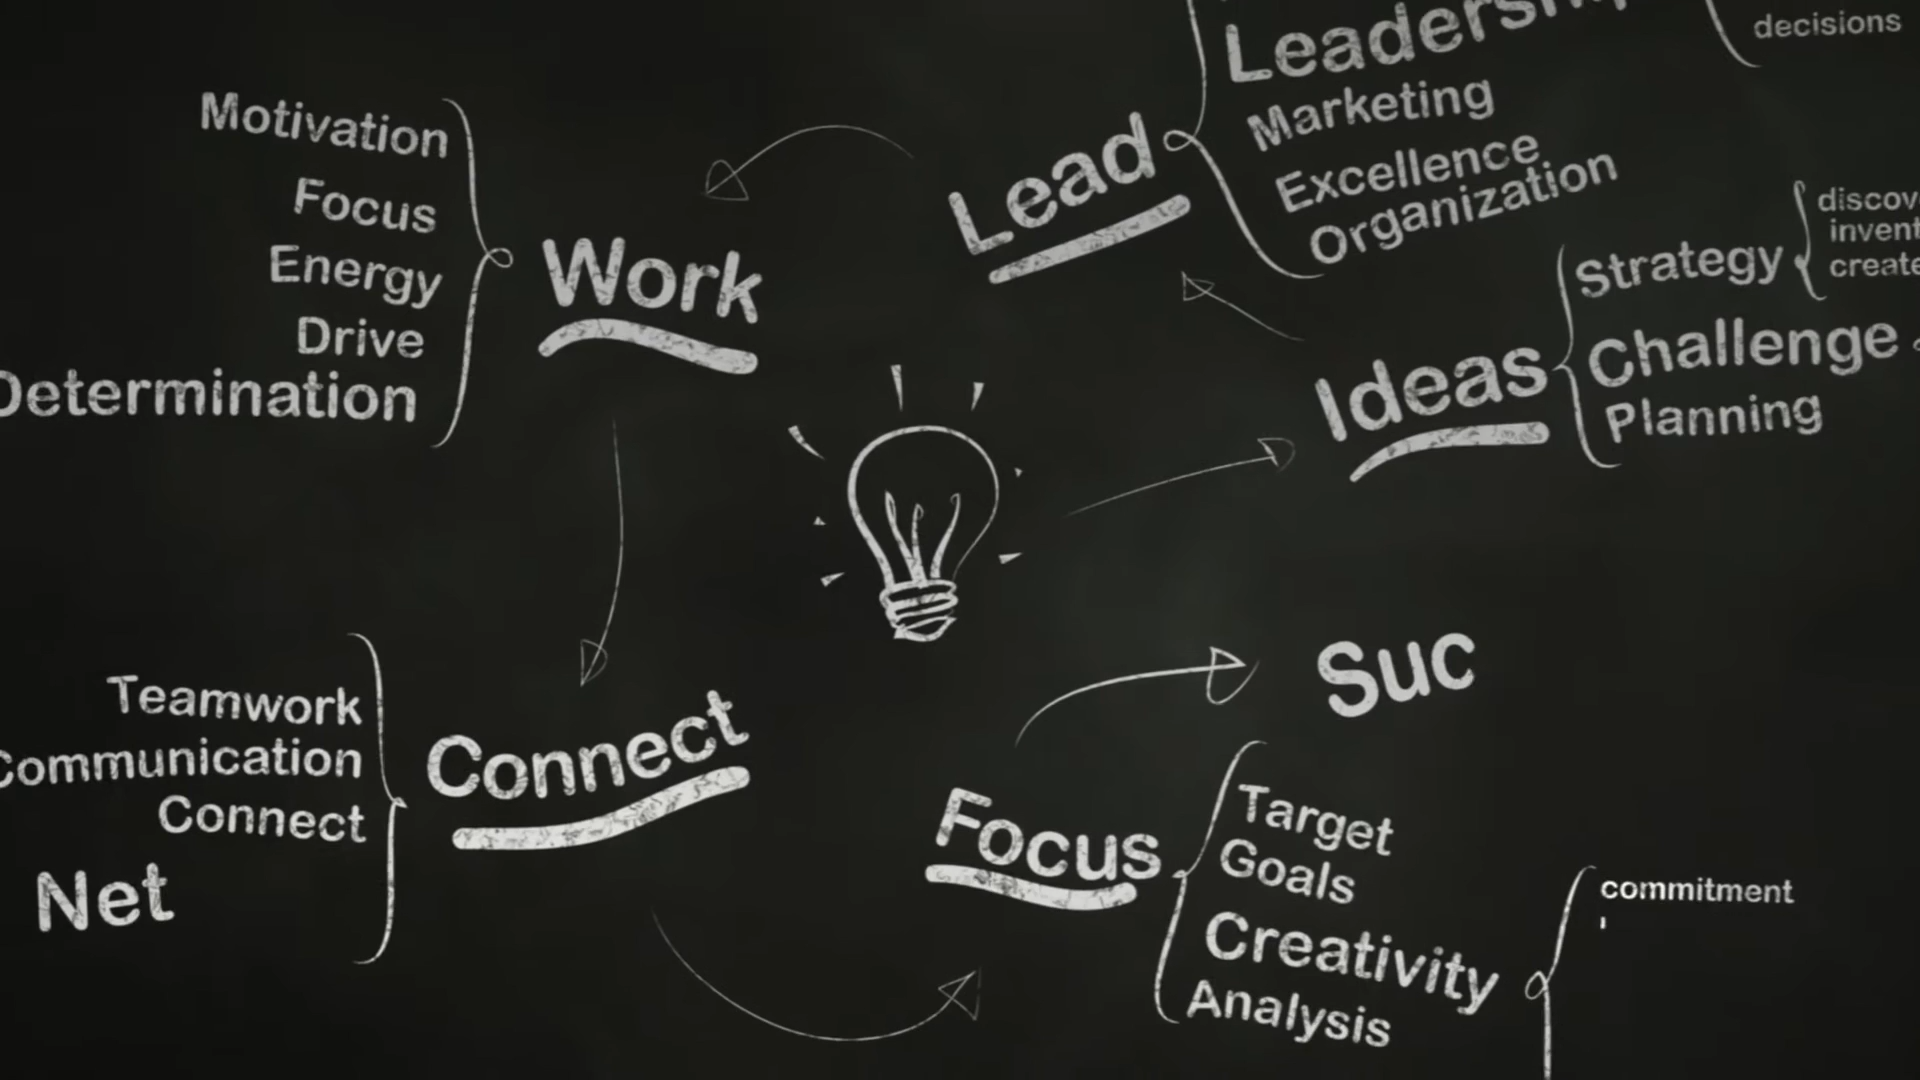 Motivation
Focus
Energy
Drive
Determination
Work
Lead
Leadership
Marketing
Excellence
Organization
decisions
Ideas
Strategy
Challenge
Planning
discov
invent
create
Teamwork
Communication
Connect
Net
Connect
Suc
Focus
Target
Goals
Creativity
Analysis
commitment